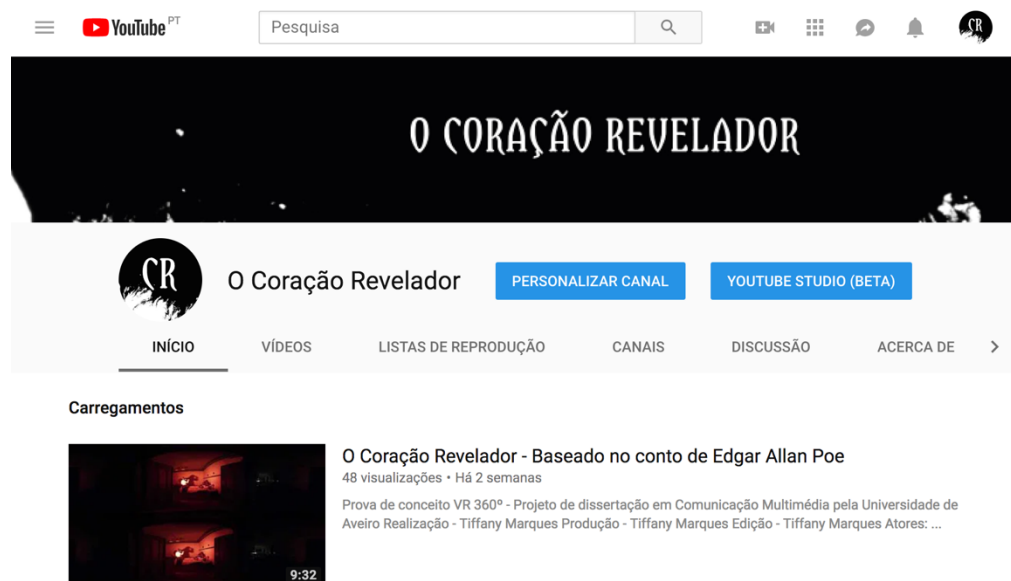 YouTube PT
Pesquisa
CR
O CORAÇÃO REVELADOR
CR
O Coração Revelador
PERSONALIZAR CANAL
YOUTUBE STUDIO (BETA)
INÍCIO
VÍDEOS
LISTAS DE REPRODUÇÃO
CANAIS
DISCUSSÃO
ACERCA DE
Carregamentos
O Coração Revelador - Baseado no conto de Edgar Allan Poe
48 visualizações • Há 2 semanas
Prova de conceito VR 360º - Projeto de dissertação em Comunicação Multimédia pela Universidade de
Aveiro Realização - Tiffany Marques Produção - Tiffany Marques Edição - Tiffany Marques Atores: ...
9:32